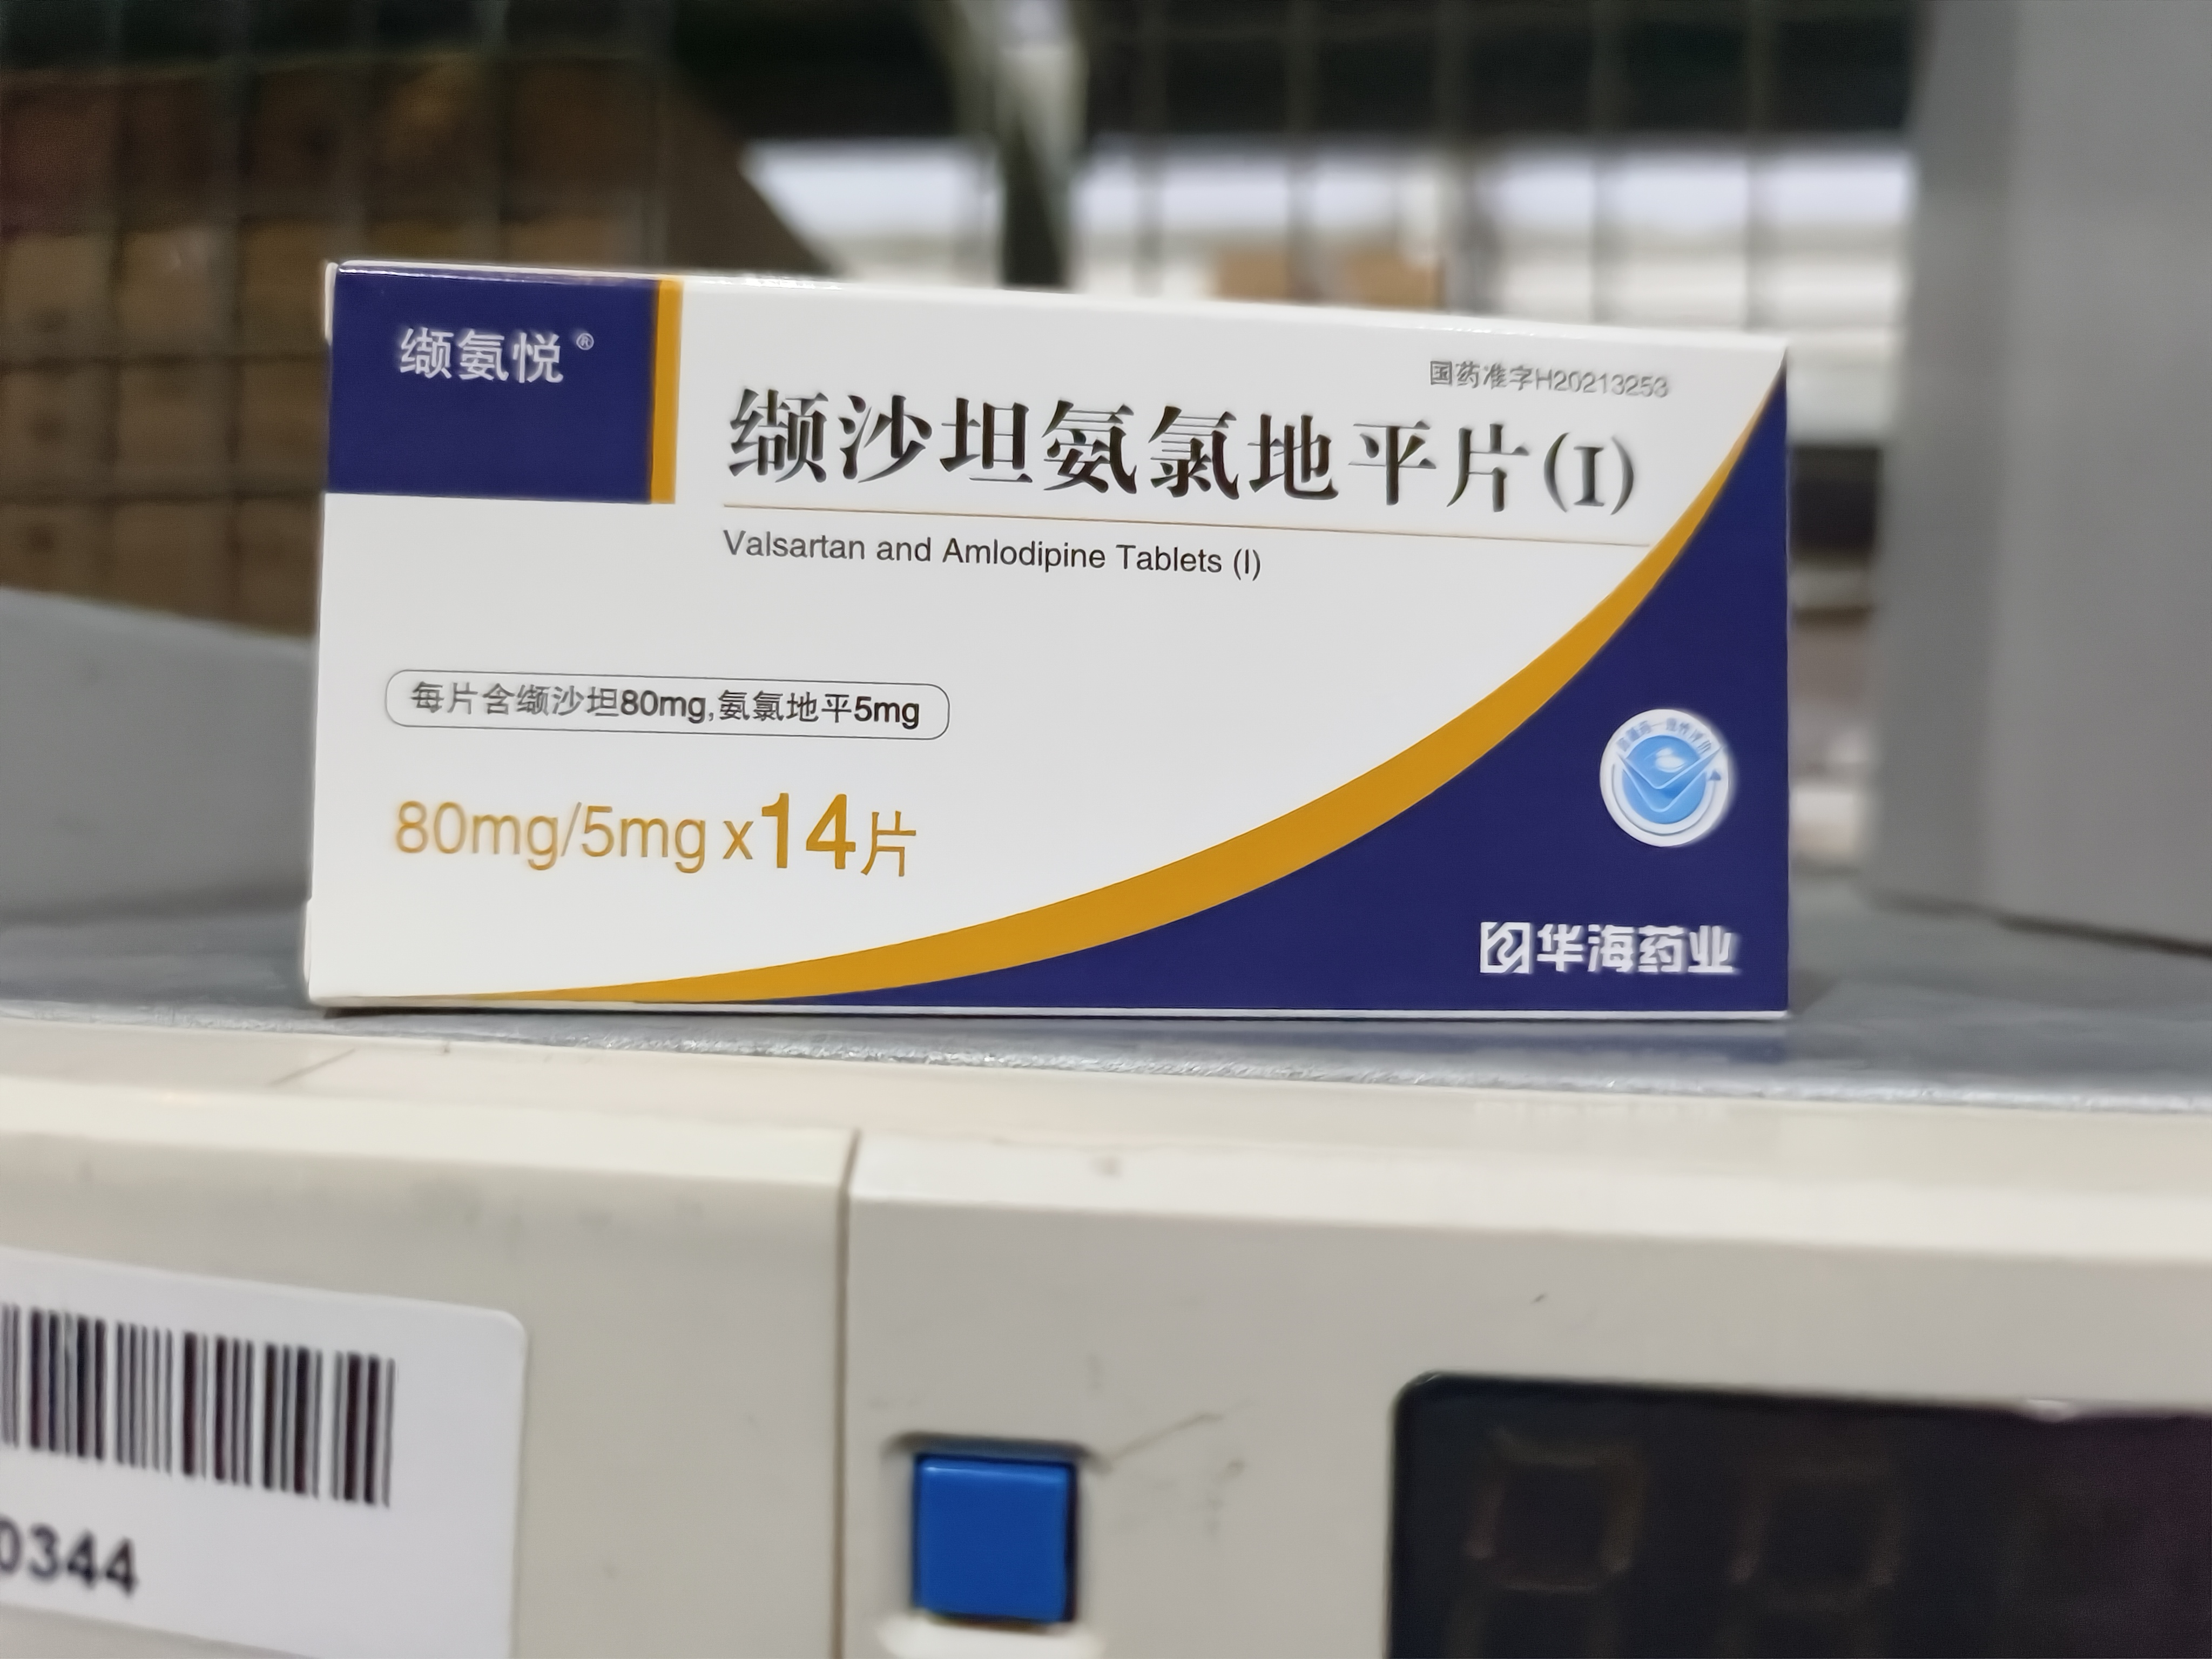 缬氨悦®
国药准字H20213253
缬沙坦氨氯地平片(I)
Valsartan and Amlodipine Tablets (I)
每片含缬沙坦80mg,氨氯地平5mg
80mg/5mg x14片
华海药业
0344